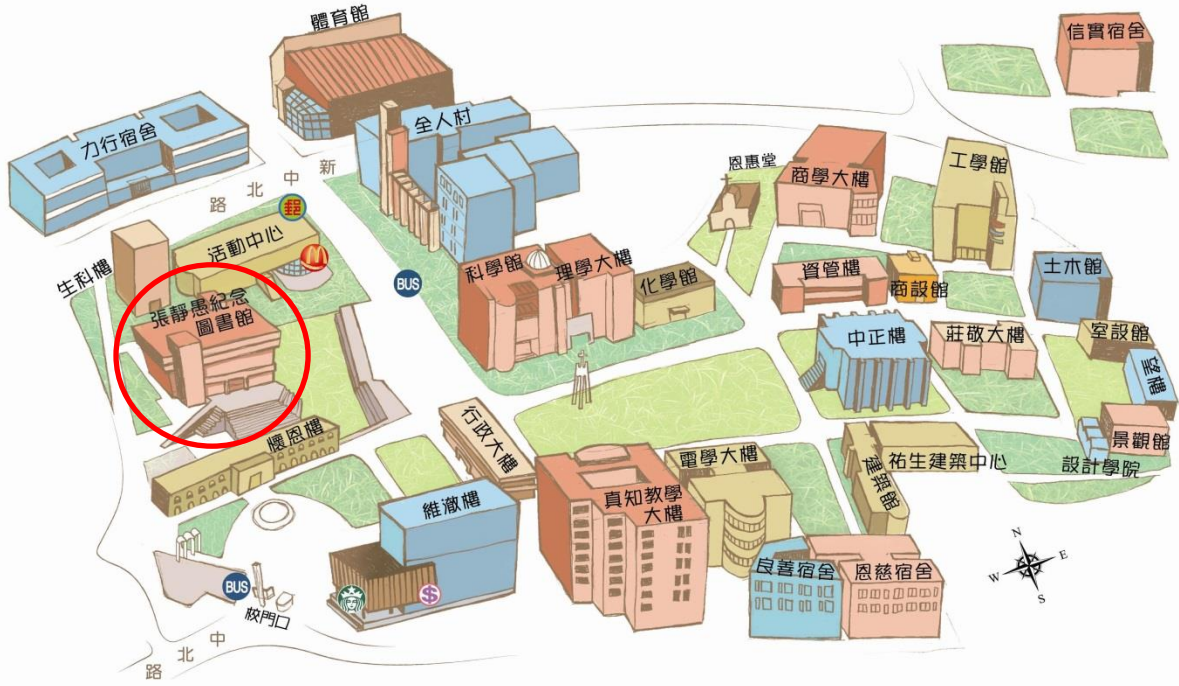 體育館
信實宿舍
力行宿舍
全人村
新中北路
郵
恩惠堂
商學大樓
工學館
活動中心
生科樓
BUS
科學館
理學大樓
化學館
資管樓
商設館
土木館
張靜愚紀念
圖書館
中正樓
莊敬大樓
室設館
望樓
懷恩樓
行政大樓
電學大樓
建築館
祐生建築中心
景觀館
設計學院
維澈樓
真知教學
大樓
良善宿舍
恩慈宿舍
N
W
E
S
BUS
$
校門口
中北路